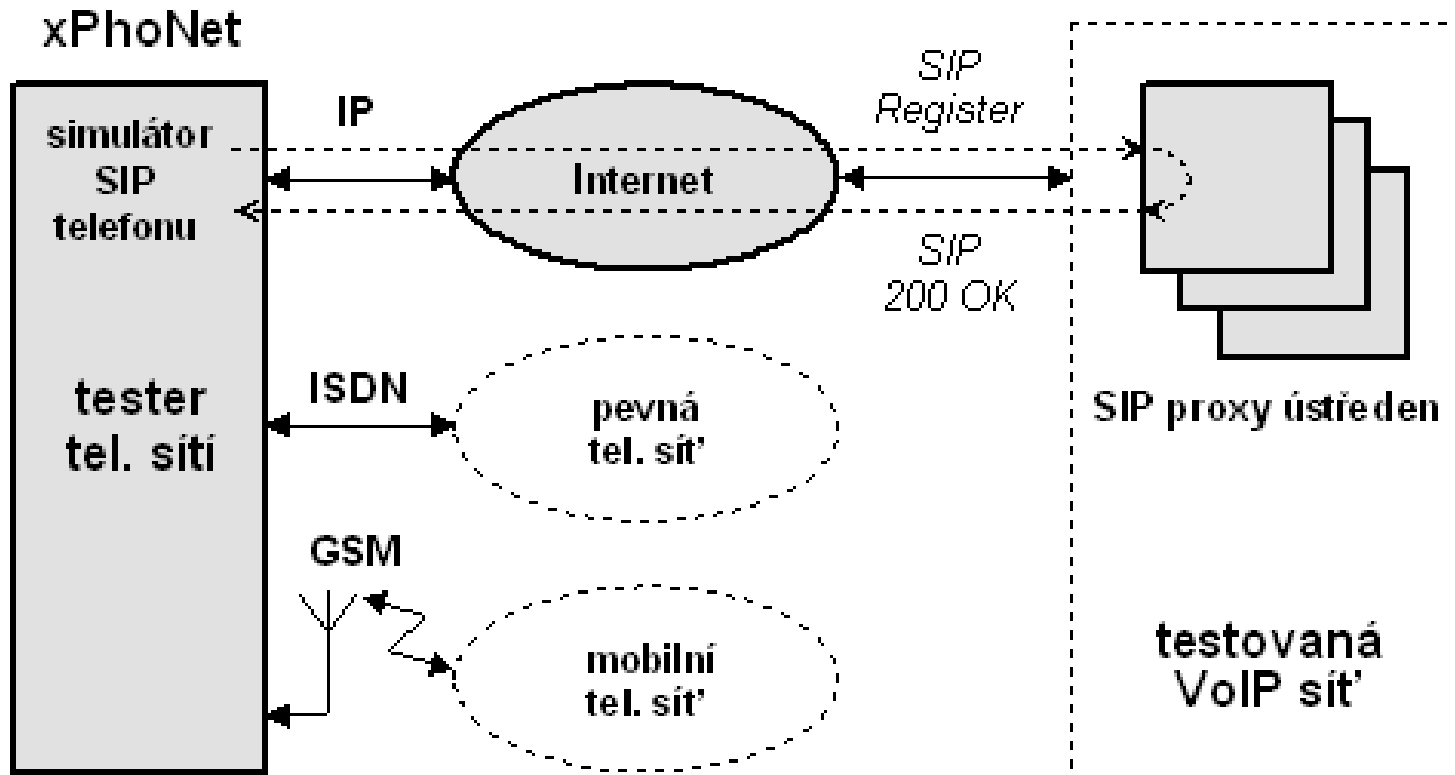 xPhoNet
simulátor
SIP
telefonu
tester
tel. sítí
IP
Internet
SIP
Register
SIP
200 OK
SIP proxy ústředen
ISDN
pevná
tel. síť
GSM
mobilní
tel. síť
testovaná
VoIP síť